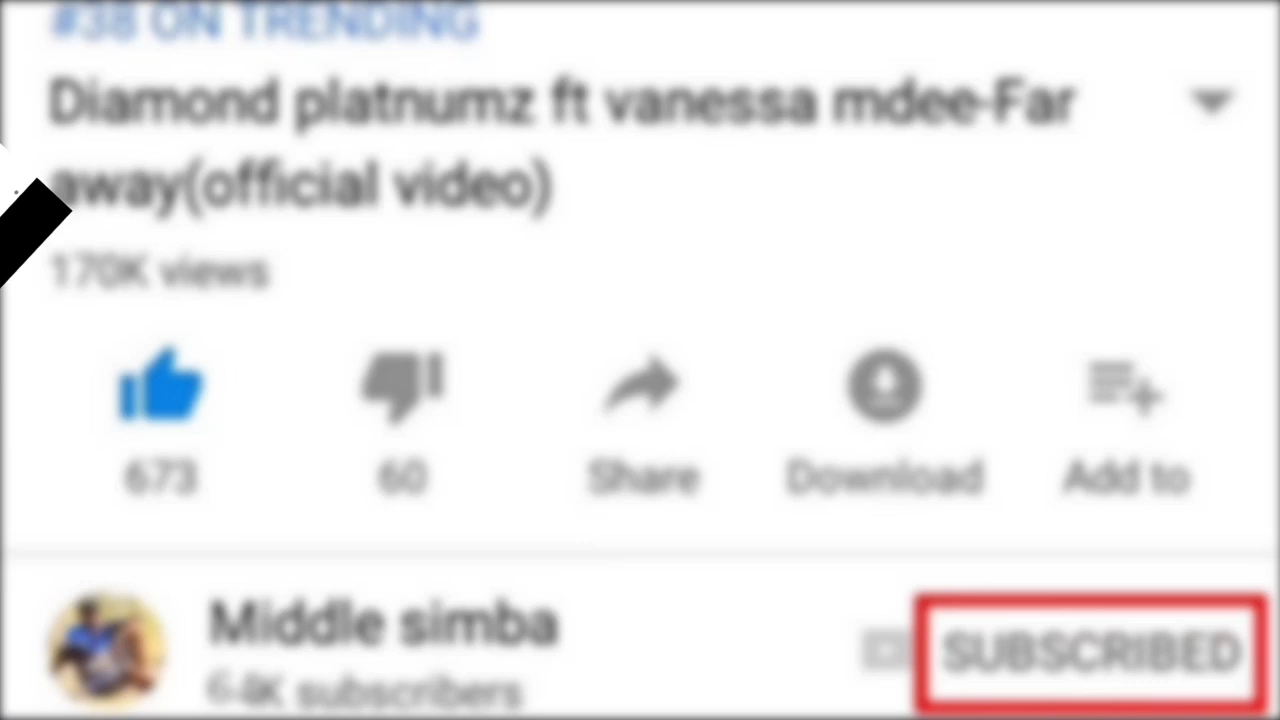 #38 ON TRENDING
Diamond platnumz ft vanessa mdee-Far
away(official video)
170K views
673
60
Share
Download
Add to
Middle simba
subscribers
SUBSCRIBED